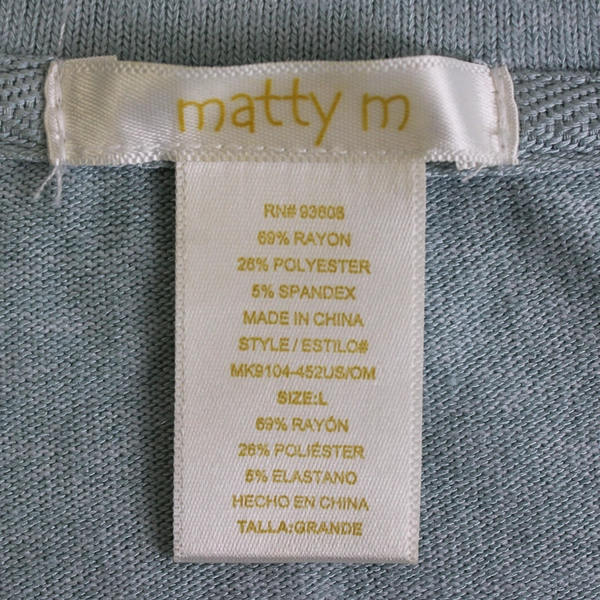 matty m
RN# 93608
69% RAYON
26% POLYESTER
5% SPANDEX
MADE IN CHINA
STYLE / ESTILO#
MK9104-452US/OM
SIZE:L
69% RAYÓN
26% POLIÉSTER
5% ELASTANO
HECHO EN CHINA
TALLA:GRANDE